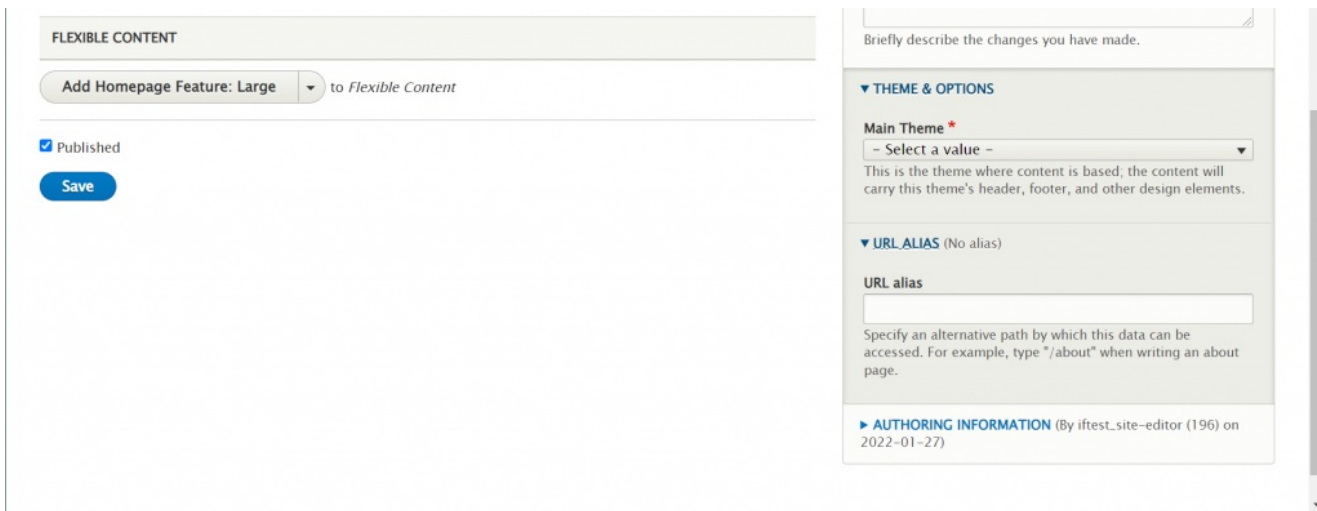 FLEXIBLE CONTENT
Add Homepage Feature: Large
to Flexible Content
Published
Save
Briefly describe the changes you have made.
THEME & OPTIONS
Main Theme *
- Select a value -
This is the theme where content is based; the content will
carry this theme's header, footer, and other design elements.
URL ALIAS (No alias)
URL alias
Specify an alternative path by which this data can be
accessed. For example, type "/about" when writing an about
page.
AUTHORING INFORMATION (By iftest_site-editor (196) on
2022-01-27)